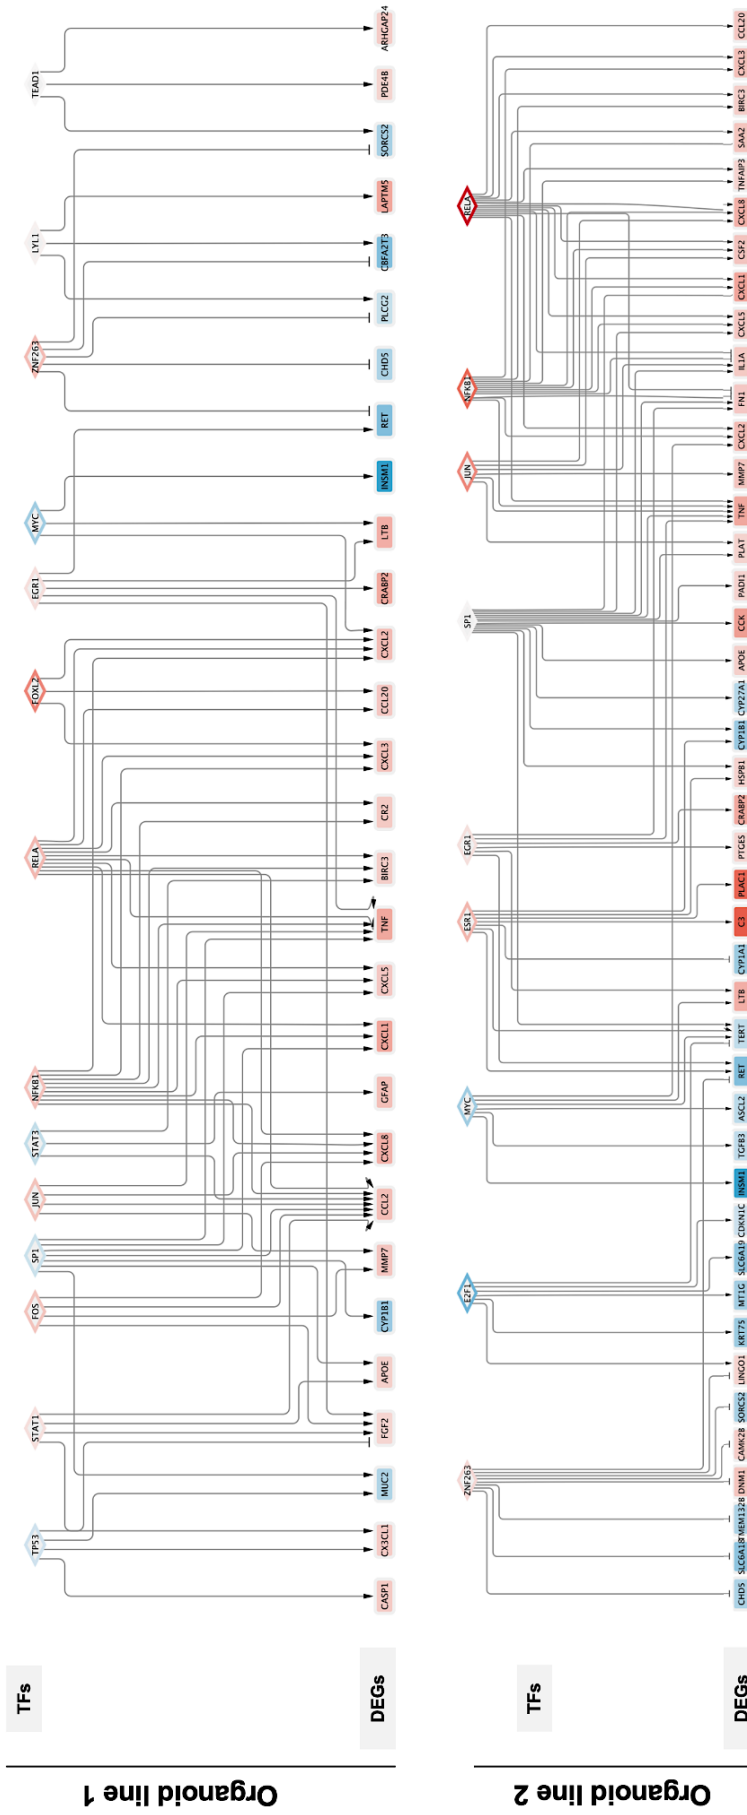 Organoid line 1
TFs
TP53
STAT1
FOS
SP1
JUN
STAT3
NFKB1
RELA
FOXL2
EGR1
MYC
ZNF263
LYL1
TEAD1
DEGs
CASP1
CX3CL1
MUC2
FGF2
APOE
CYP1B1
MMP7
CCL2
CXCL8
GFAP
CXCL1
CXCL5
TNF
BIRC3
CR2
CXCL3
CCL20
CXCL2
CRABP2
LTB
INSM1
RET
CHD5
PLCG2
CBFA2T3
LAPTM5
SORCS2
PDE4B
ARHGAP24
Organoid line 2
TFs
ZNF263
E2F1
MYC
ESR1
EGR1
SP1
JUN
NFKB1
RELA
DEGs
CHD5
SLC6A18
TMEM132B
DNM1
CAMK2B
SORCS2
LINGO1
KRT75
MT1G
SLC6A19
CDKN1C
INSM1
TGFB3
ASCL2
RET
TERT
LTB
CYP1A1
C3
PLAC1
PTGES
CRABP2
HSPB1
CYP1B1
CYP27A1
APOE
CCK
PADI1
PLAT
TNF
MMP7
CXCL2
FN1
IL1A
CXCL5
CXCL1
CSF2
CXCL8
TNFAIP3
SAA2
BIRC3
CXCL3
CCL20